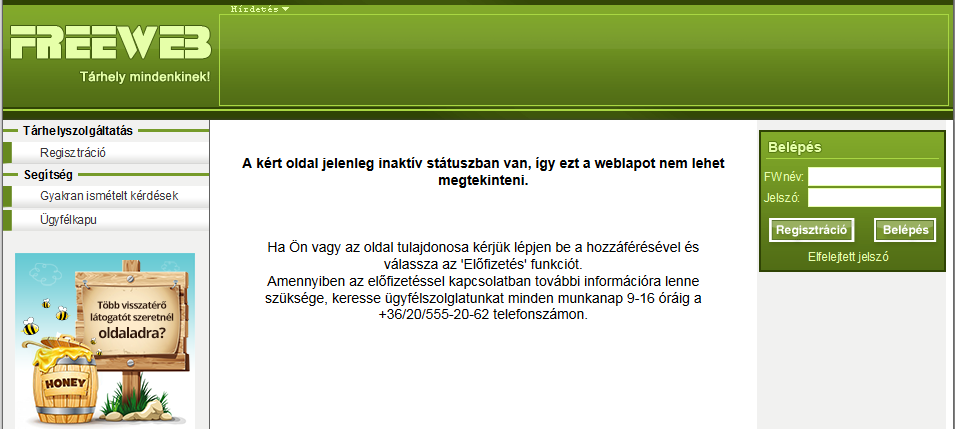 Hirdetés
FREEWEB
Tárhely mindenkinek!
Tárhelyszolgáltatás
Regisztráció
Segítség
Gyakran ismételt kérdések
Ügyfélkapu
Több visszatérő
látogatót szeretnél
oldaladra?
HONEY
A kért oldal jelenleg inaktív státuszban van, így ezt a weblapot nem lehet
megtekinteni.
Ha Ön vagy az oldal tulajdonosa kérjük lépjen be a hozzáférésével és
válassza az 'Előfizetés' funkciót.
Amennyiben az előfizetéssel kapcsolatban további információra lenne
szüksége, keresse ügyfélszolglatunkat minden munkanap 9-16 óráig a
+36/20/555-20-62 telefonszámon.
Belépés
FWnév:
Jelszó:
Regisztráció Belépés
Elfelejtett jelszó